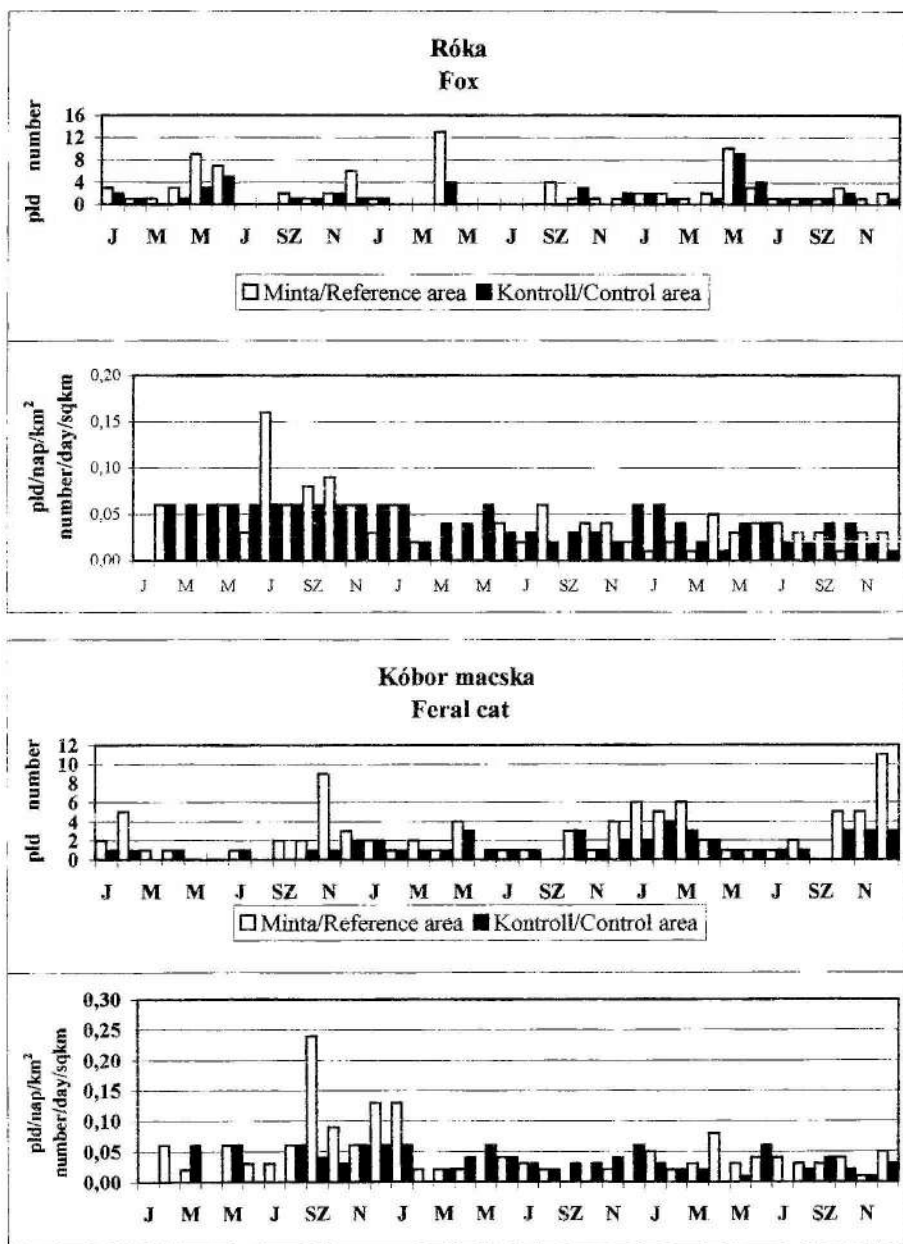 Róka
Fox
pld number
16
12
8
4
0
J M M J SZ N J M M J SZ N J M M J SZ N
Minta/Reference area Kontroll/Control area
pld/nap/km²
number/day/sqkm
0,20
0,15
0,10
0,05
0,00
J M M J SZ N J M M J SZ N J M M J SZ N
Kóbor macska
Feral cat
pld number
12
10
8
6
4
2
0
J M M J SZ N J M M J SZ N J M M J SZ N
Minta/Reference area Kontroll/Control area
pld/nap/km²
number/day/sqkm
0,30
0,25
0,20
0,15
0,10
0,05
0,00
J M M J SZ N J M M J SZ N J M M J SZ N